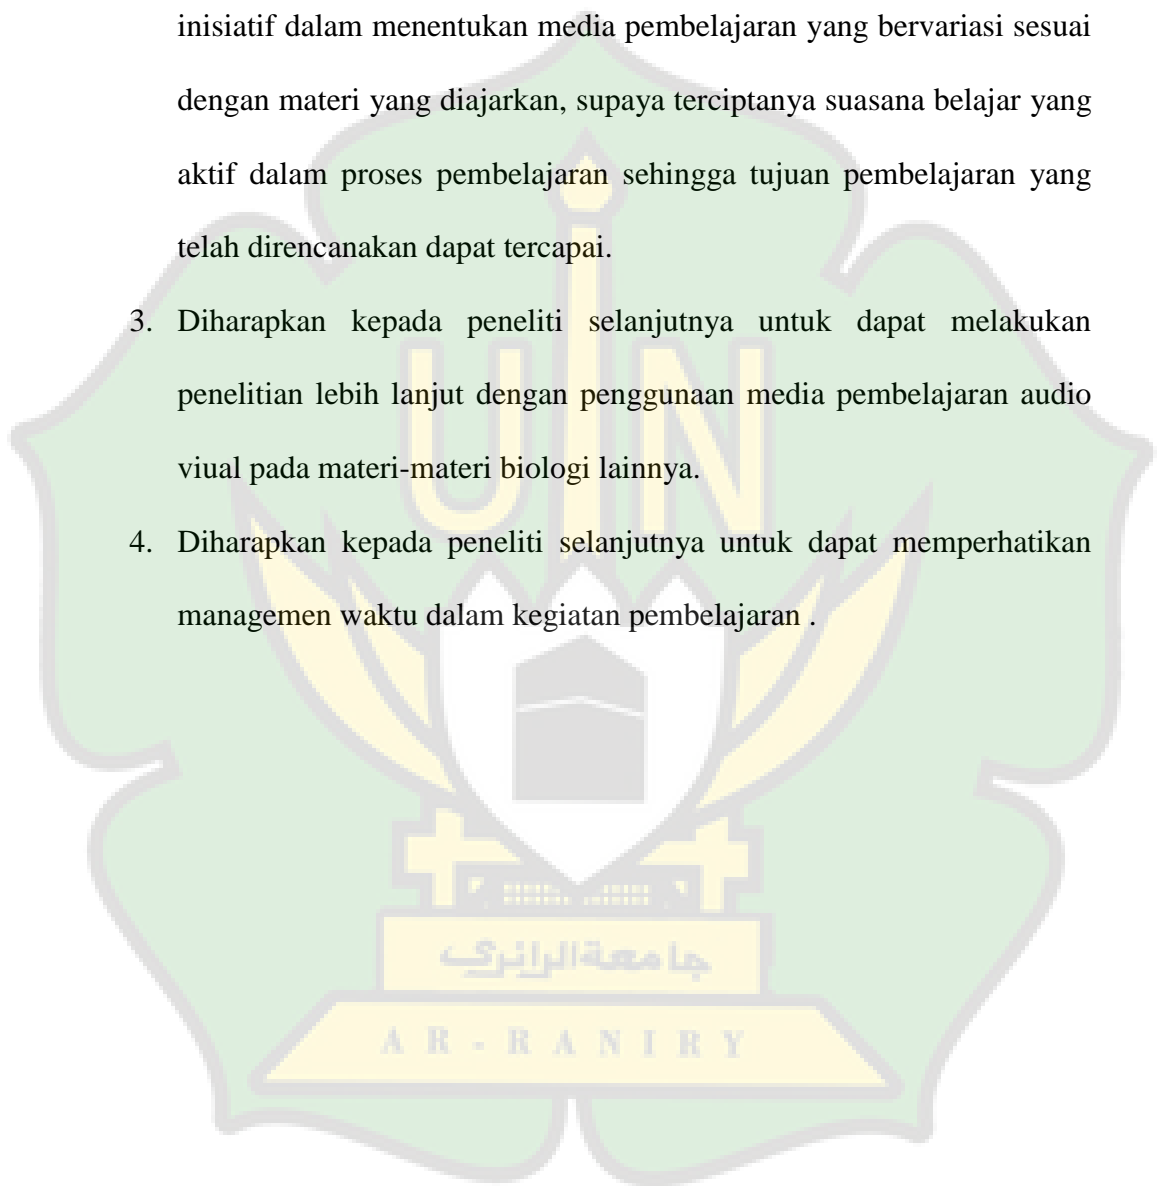 inisiatif dalam menentukan media pembelajaran yang bervariasi sesuai
dengan materi yang diajarkan, supaya terciptanya suasana belajar yang
aktif dalam proses pembelajaran sehingga tujuan pembelajaran yang
telah direncanakan dapat tercapai.
3. Diharapkan kepada peneliti selanjutnya untuk dapat melakukan
penelitian lebih lanjut dengan penggunaan media pembelajaran audio
viual pada materi-materi biologi lainnya.
4. Diharapkan kepada peneliti selanjutnya untuk dapat memperhatikan
managemen waktu dalam kegiatan pembelajaran .
UIN
جامعة الرانري
AR-RANIRY